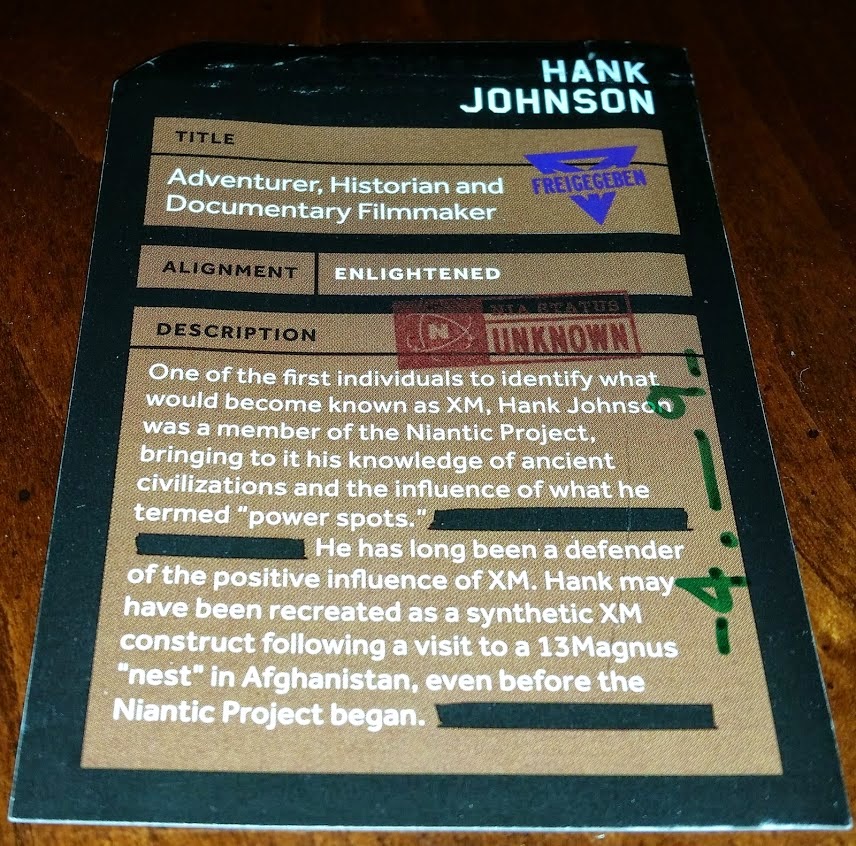 HANK
JOHNSON
TITLE
Adventurer, Historian and
Documentary Filmmaker
FREIGEGEBEN
ALIGNMENT
ENLIGHTENED
DESCRIPTION
N
NIA STATUS
UNKNOWN
One of the first individuals to identify what
would become known as XM, Hank Johnson
was a member of the Niantic Project,
bringing to it his knowledge of ancient
civilizations and the influence of what he
termed "power spots."
He has long been a defender
of the positive influence of XM. Hank may
have been recreated as a synthetic XM
construct following a visit to a 13Magnus
"nest" in Afghanistan, even before the
Niantic Project began.